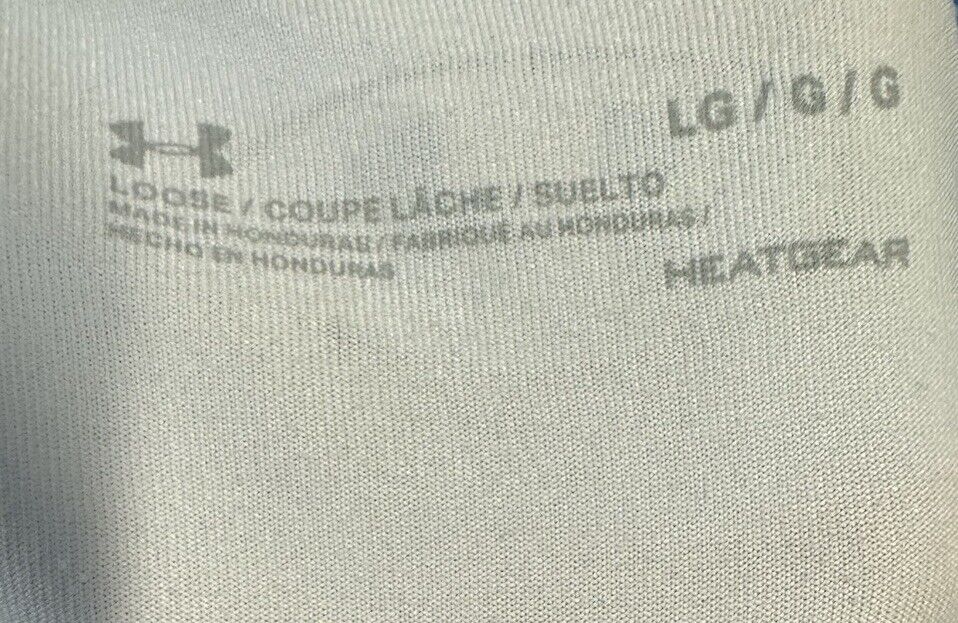 LG / G / G
LOOSE / COUPE LÂCHE / SUELTO
MADE IN HONDURAS / FABRIQUÉ AU HONDURAS /
HECHO EN HONDURAS
HEATGEAR